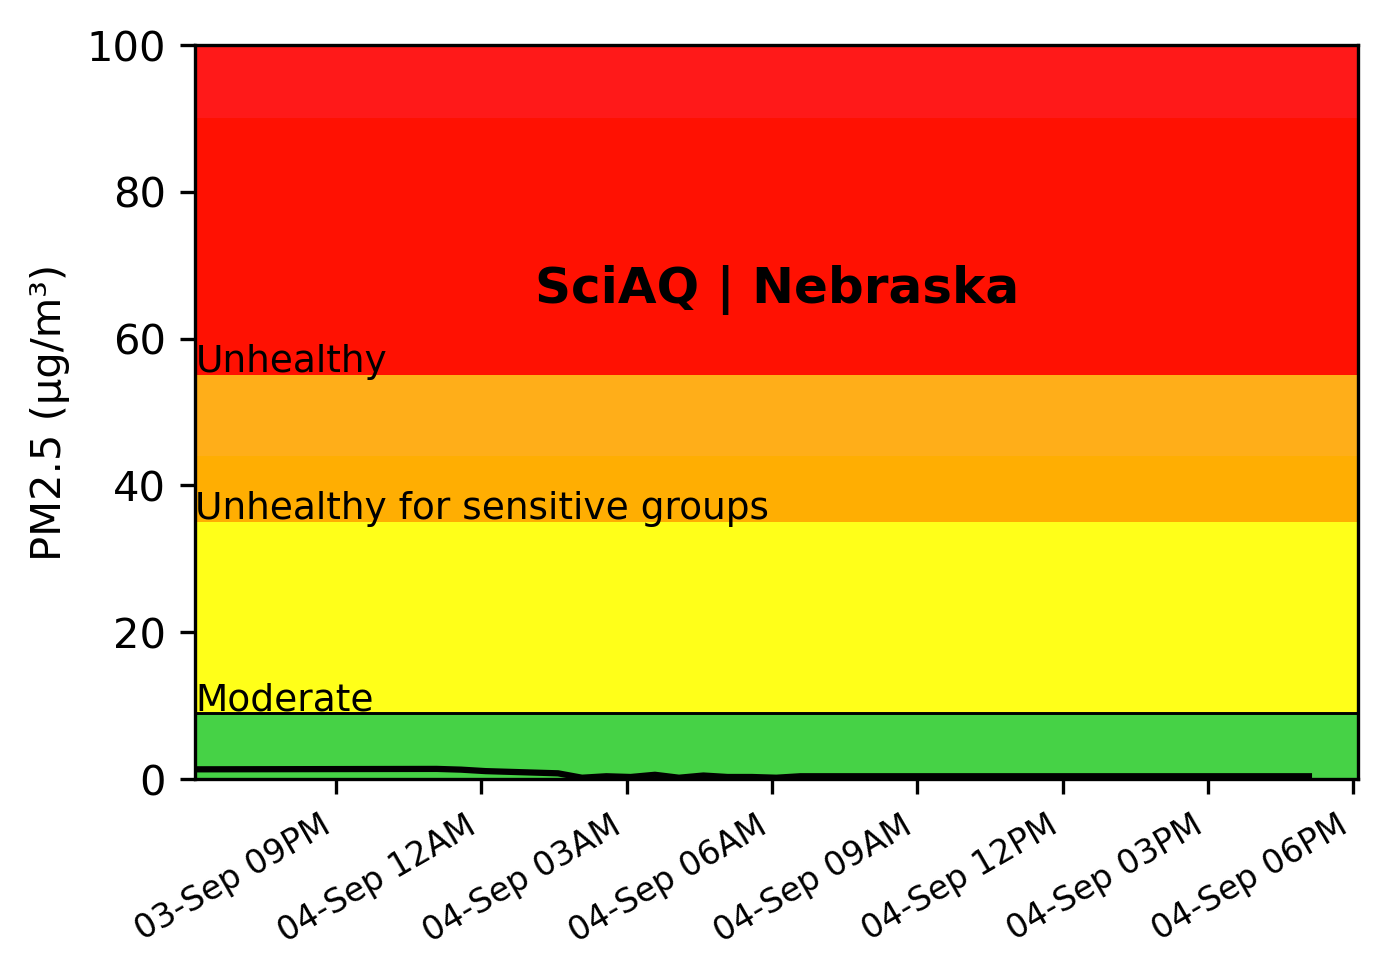 100
80
60
40
20
0
PM2.5 (µg/m³)
SciAQ | Nebraska
Unhealthy
Unhealthy for sensitive groups
Moderate
03-Sep 09PM
04-Sep 12AM
04-Sep 03AM
04-Sep 06AM
04-Sep 09AM
04-Sep 12PM
04-Sep 03PM
04-Sep 06PM